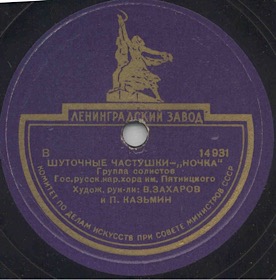 ЛЕНИНГРАДСКИЙ ЗАВОД
В 14931
ШУТОЧНЫЕ ЧАСТУШКИ-„НОЧКА"
Группа солистов
Гос. русск. нар. хора им. Пятницкого
Худож. рук-ли: В. ЗАХАРОВ
и П. КАЗЬМИН
КОМИТЕТ ПО ДЕЛАМ ИСКУССТВ ПРИ СОВЕТЕ МИНИСТРОВ СССР